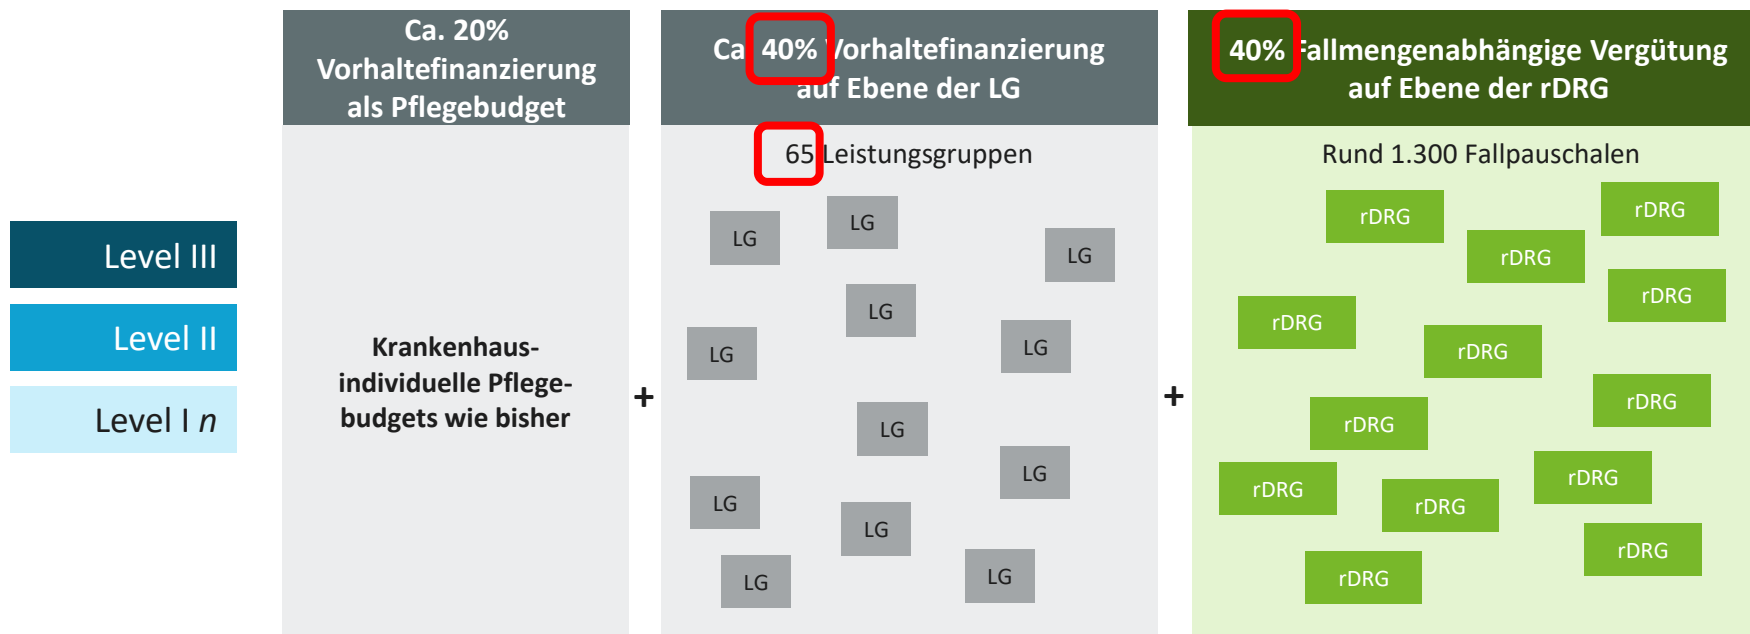 Ca. 20%
Vorhaltefinanzierung
als Pflegebudget
Ca. 40% Vorhaltefinanzierung
auf Ebene der LG
40% Fallmengenabhängige Vergütung
auf Ebene der rDRG
65 Leistungsgruppen
Rund 1.300 Fallpauschalen
Level III
Level II
Level I n
Krankenhaus-
individuelle Pflege-
budgets wie bisher
+
LG
LG
LG
LG
LG
LG
LG
LG
LG
LG
LG
LG
+
rDRG
rDRG
rDRG
rDRG
rDRG
rDRG
rDRG
rDRG
rDRG
rDRG
rDRG
rDRG
rDRG